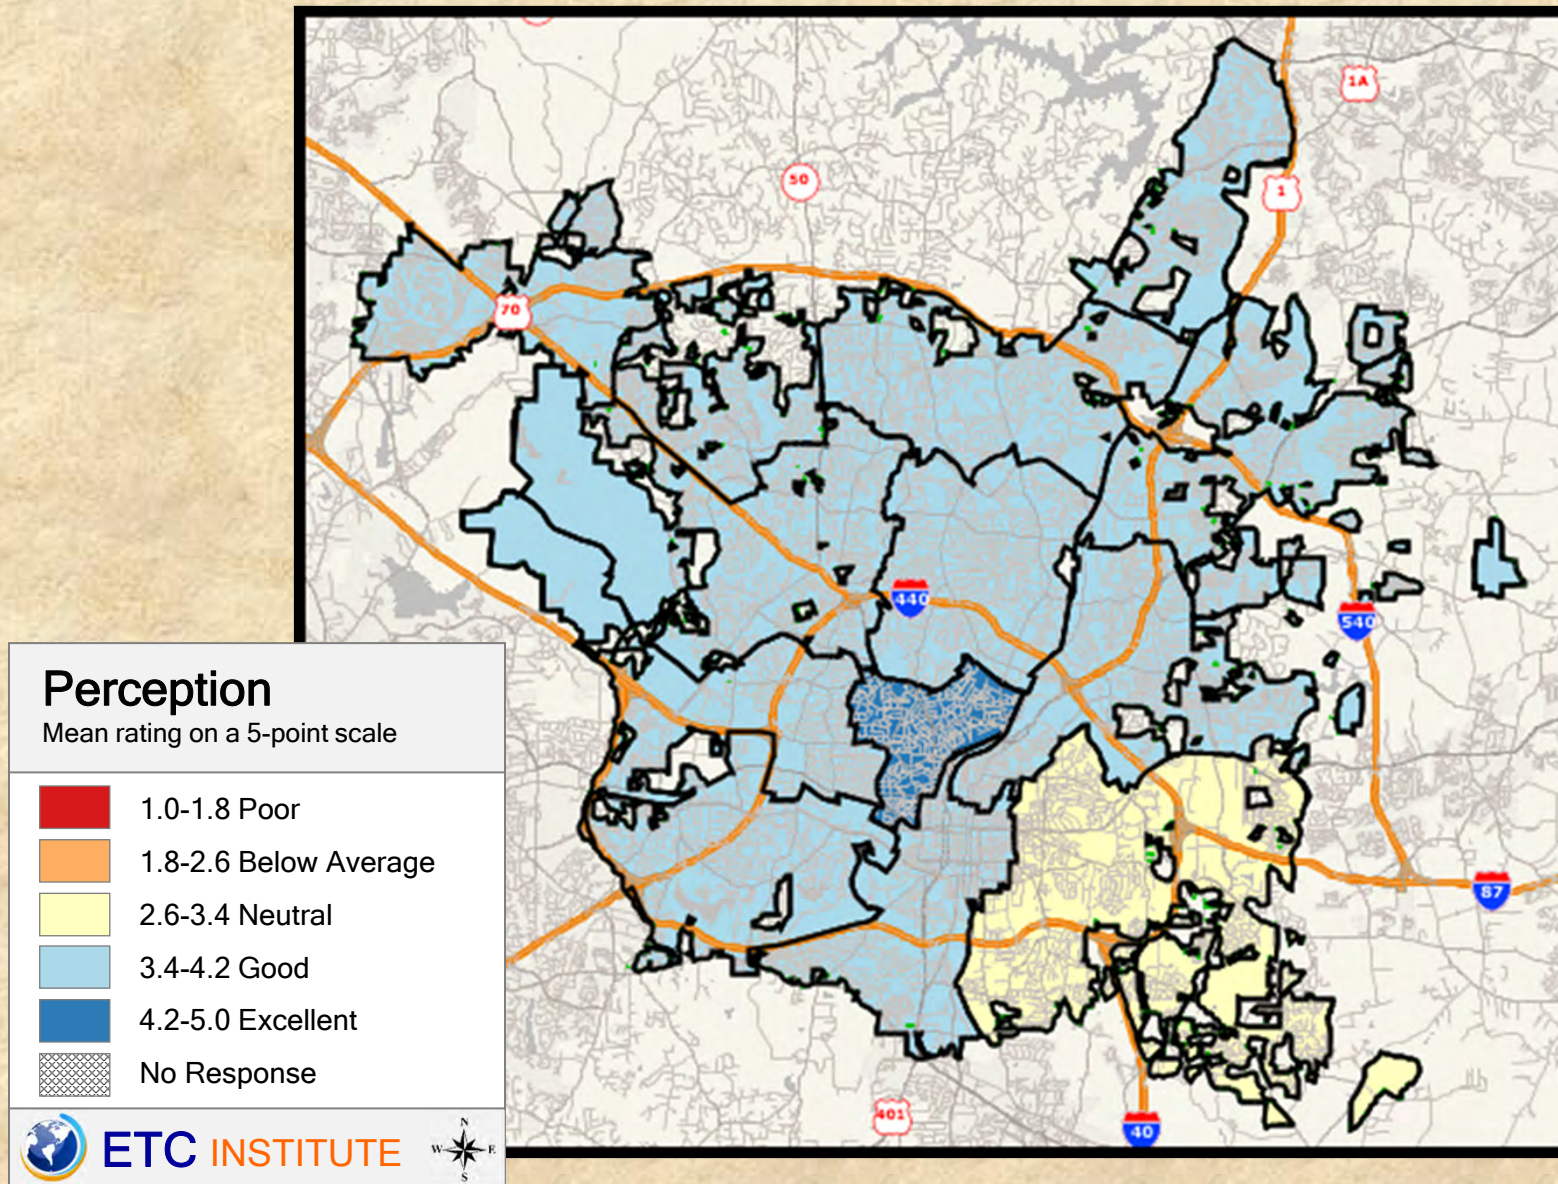 1A
1
50
70
440
540
87
401
40
Perception
Mean rating on a 5-point scale
1.0-1.8 Poor
1.8-2.6 Below Average
2.6-3.4 Neutral
3.4-4.2 Good
4.2-5.0 Excellent
No Response
ETC INSTITUTE
N
W E
S